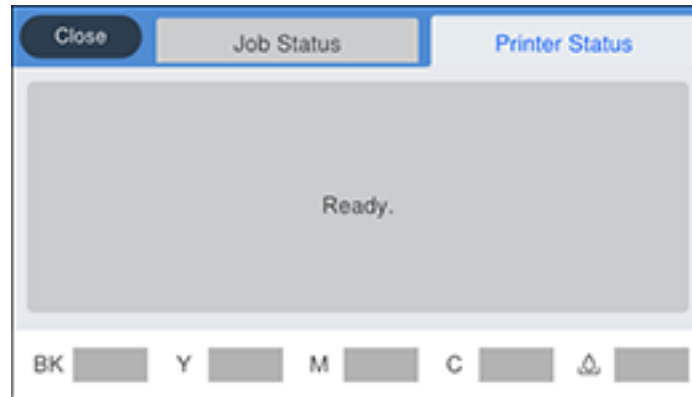 Close
Job Status
Printer Status
Ready.
BK Y M C